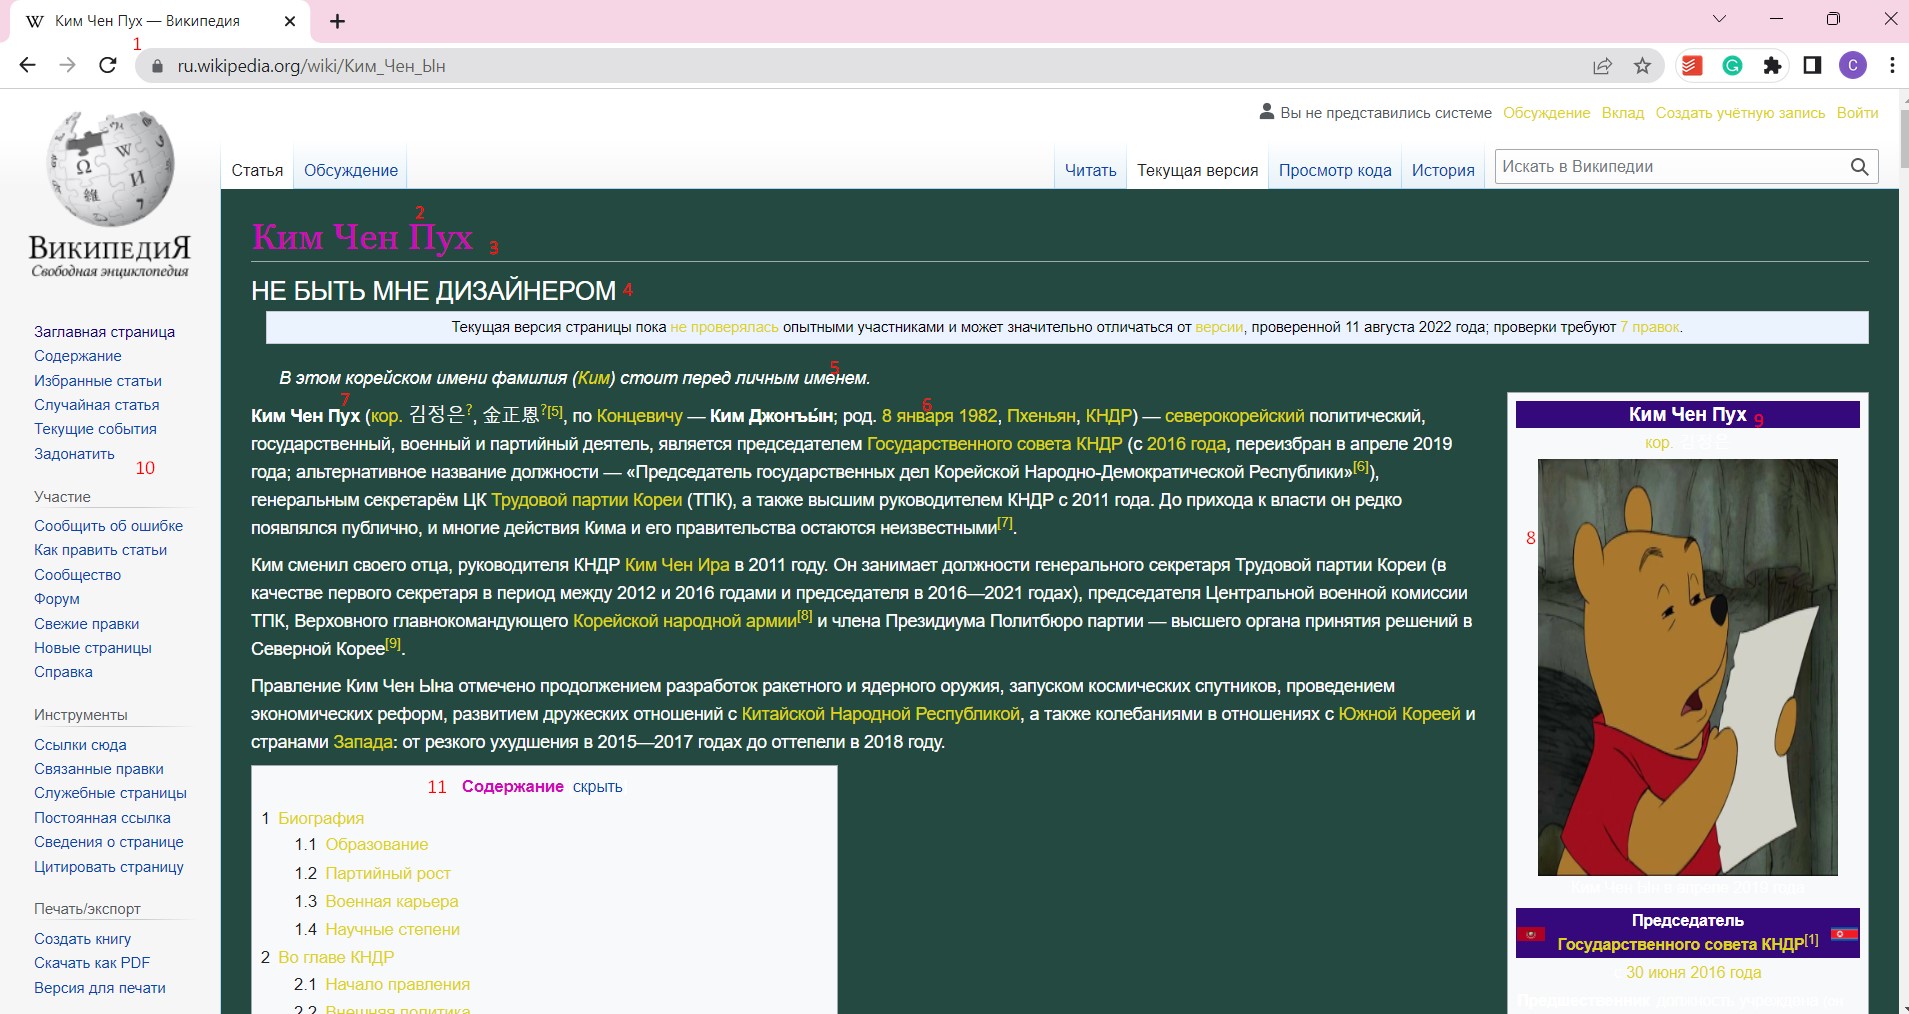 Ким Чен Пух — Википедия
1
ru.wikipedia.org/wiki/Ким_Чен_Ын
C
Вы не представились системе Обсуждение Вклад Создать учётную запись Войти
Статья Обсуждение Читать Текущая версия Просмотр кода История Искать в Википедии
ВикипедиЯ
Свободная энциклопедия
Заглавная страница
Содержание
Избранные статьи
Случайная статья
Текущие события
Задонатить
10
Участие
Сообщить об ошибке
Как править статьи
Сообщество
Форум
Свежие правки
Новые страницы
Справка
Инструменты
Ссылки сюда
Связанные правки
Служебные страницы
Постоянная ссылка
Сведения о странице
Цитировать страницу
Печать/экспорт
Создать книгу
Скачать как PDF
Версия для печати
2
Ким Чен Пух 3
НЕ БЫТЬ МНЕ ДИЗАЙНЕРОМ 4
Текущая версия страницы пока не проверялась опытными участниками и может значительно отличаться от версии, проверенной 11 августа 2022 года; проверки требуют 7 правок.
5
В этом корейском имени фамилия (Ким) стоит перед личным именем.
7 6
Ким Чен Пух (кор. 김정은?, 金正恩?[5], по Концевичу — Ким Джонъы́н; род. 8 января 1982, Пхеньян, КНДР) — северокорейский политический,
государственный, военный и партийный деятель, является председателем Государственного совета КНДР (с 2016 года, переизбран в апреле 2019
года; альтернативное название должности — «Председатель государственных дел Корейской Народно-Демократической Республики»[6]),
генеральным секретарём ЦК Трудовой партии Кореи (ТПК), а также высшим руководителем КНДР с 2011 года. До прихода к власти он редко
появлялся публично, и многие действия Кима и его правительства остаются неизвестными[7].
Ким сменил своего отца, руководителя КНДР Ким Чен Ира в 2011 году. Он занимает должности генерального секретаря Трудовой партии Кореи (в
качестве первого секретаря в период между 2012 и 2016 годами и председателя в 2016—2021 годах), председателя Центральной военной комиссии
ТПК, Верховного главнокомандующего Корейской народной армии[8] и члена Президиума Политбюро партии — высшего органа принятия решений в
Северной Корее[9].
Правление Ким Чен Ына отмечено продолжением разработок ракетного и ядерного оружия, запуском космических спутников, проведением
экономических реформ, развитием дружеских отношений с Китайской Народной Республикой, а также колебаниями в отношениях с Южной Кореей и
странами Запада: от резкого ухудшения в 2015—2017 годах до оттепели в 2018 году.
11 Содержание скрыть
1 Биография
1.1 Образование
1.2 Партийный рост
1.3 Военная карьера
1.4 Научные степени
2 Во главе КНДР
2.1 Начало правления
2.2 Внешняя политика
Ким Чен Пух 9
кор. 김정은
8
Ким Чен Ын в апреле 2019 года
Председатель
Государственного совета КНДР[1]
30 июня 2016 года
Предшественник должность учреждена